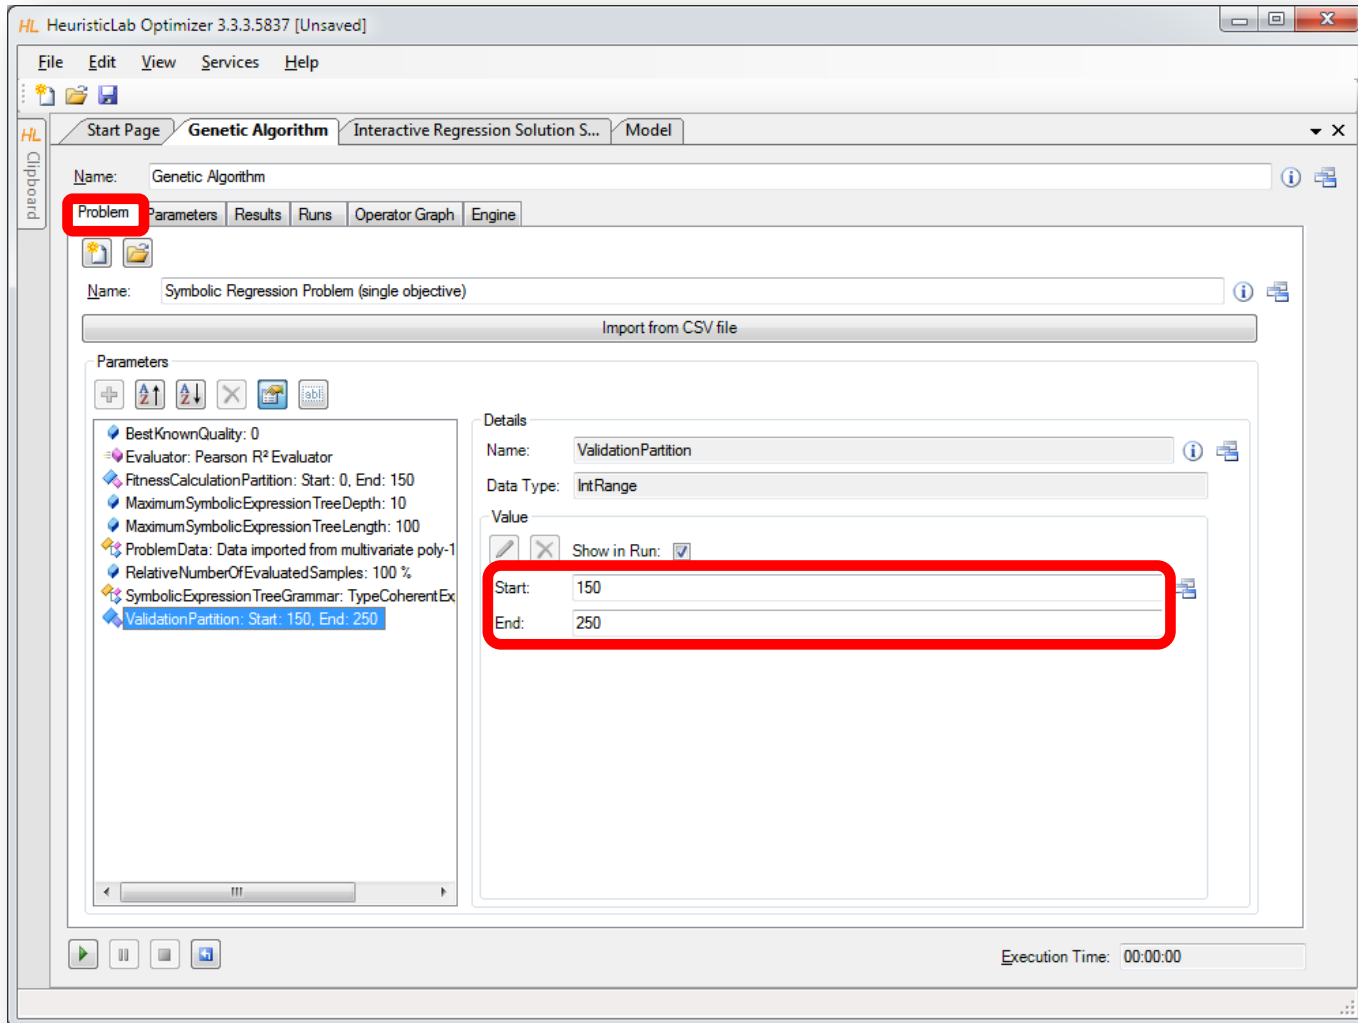 HL HeuristicLab Optimizer 3.3.3.5837 [Unsaved]
File Edit View Services Help
HL Clipboard
Start Page Genetic Algorithm Interactive Regression Solution S... Model
Name: Genetic Algorithm
Problem Parameters Results Runs Operator Graph Engine
Name: Symbolic Regression Problem (single objective)
Import from CSV file
Parameters
BestKnownQuality: 0
Evaluator: Pearson R² Evaluator
FitnessCalculationPartition: Start: 0, End: 150
MaximumSymbolicExpressionTreeDepth: 10
MaximumSymbolicExpressionTreeLength: 100
ProblemData: Data imported from multivariate poly-1
RelativeNumberOfEvaluatedSamples: 100 %
SymbolicExpressionTreeGrammar: TypeCoherentEx
ValidationPartition: Start: 150, End: 250
Details
Name: ValidationPartition
Data Type: IntRange
Value
Show in Run:
Start: 150
End: 250
Execution Time: 00:00:00